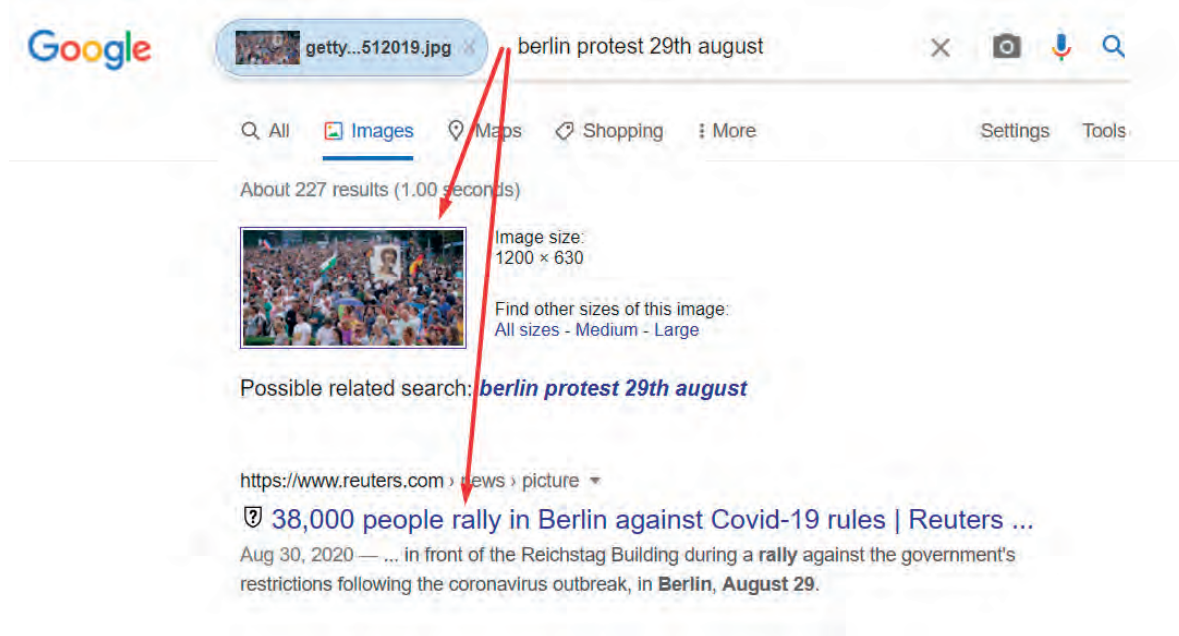 Google getty...512019.jpg × berlin protest 29th august
All Images Maps Shopping More Settings Tools
About 227 results (1.00 seconds)
Image size:
1200 × 630
Find other sizes of this image:
All sizes - Medium - Large
Possible related search: berlin protest 29th august
https://www.reuters.com › news › picture
38,000 people rally in Berlin against Covid-19 rules | Reuters ...
Aug 30, 2020 — ... in front of the Reichstag Building during a rally against the government's
restrictions following the coronavirus outbreak, in Berlin, August 29.